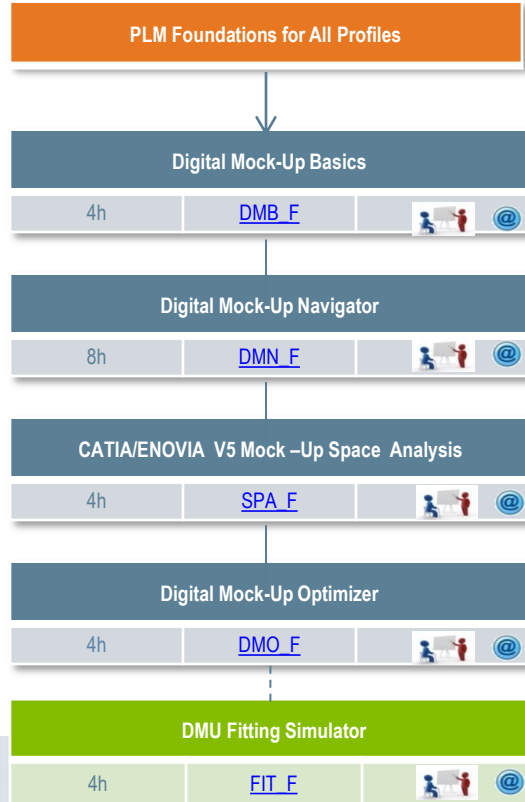 PLM Foundations for All Profiles
Digital Mock-Up Basics
4h DMB_F @
Digital Mock-Up Navigator
8h DMN_F @
CATIA/ENOVIA V5 Mock –Up Space Analysis
4h SPA_F @
Digital Mock-Up Optimizer
4h DMO_F @
DMU Fitting Simulator
4h FIT_F @